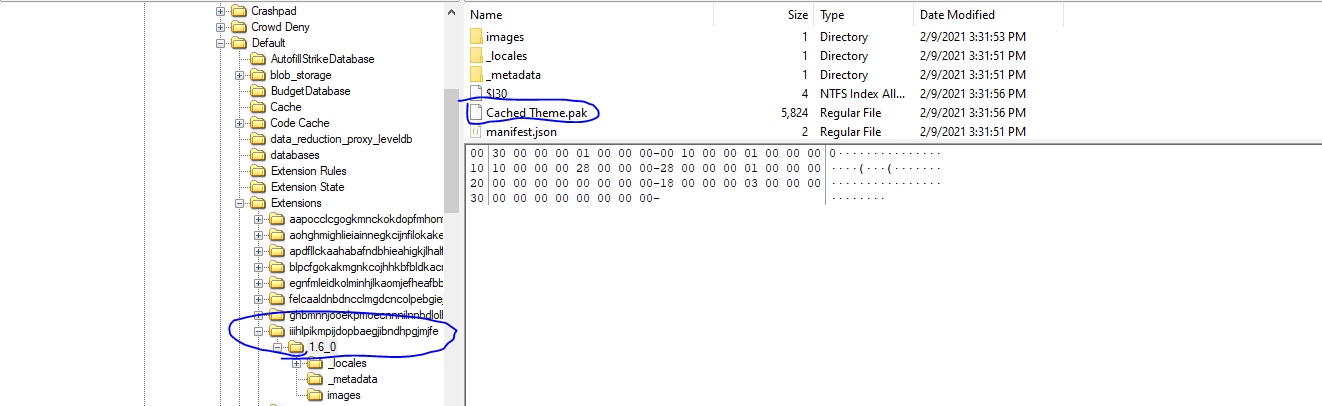 Crashpad
Crowd Deny
Default
AutofillStrikeDatabase
blob_storage
BudgetDatabase
Cache
Code Cache
data_reduction_proxy_leveldb
databases
Extension Rules
Extension State
Extensions
aapocclcgogkmnckokdopfmhonf
aohghmighlieiainnegkcijnfilokake
apdfllckaahabafndbhieahigkjlhalf
blpcfgokakmgnkcojhhkbfbldkacn
egnfmleidkolminhjlkaomjefheafbb
felcaaldnbdncclmgdcncolpebgiej
ghbmnnjooekpmoecnnnilnnbdlolh
iiihlpikmpijdopbaegjibndhpgjmjfe
1.6_0
_locales
_metadata
images
Name Size Type Date Modified
images 1 Directory 2/9/2021 3:31:53 PM
_locales 1 Directory 2/9/2021 3:31:51 PM
_metadata 1 Directory 2/9/2021 3:31:51 PM
$I30 4 NTFS Index All... 2/9/2021 3:31:56 PM
Cached Theme.pak 5,824 Regular File 2/9/2021 3:31:56 PM
manifest.json 2 Regular File 2/9/2021 3:31:51 PM
00 30 00 00 00 01 00 00 00-00 10 00 00 01 00 00 00 0···············
10 10 00 00 00 28 00 00 00-28 00 00 00 01 00 00 00 ····(···(·······
20 00 00 00 00 00 00 00 00-18 00 00 00 03 00 00 00 ················
30 00 00 00 00 00 00 00 00- ········